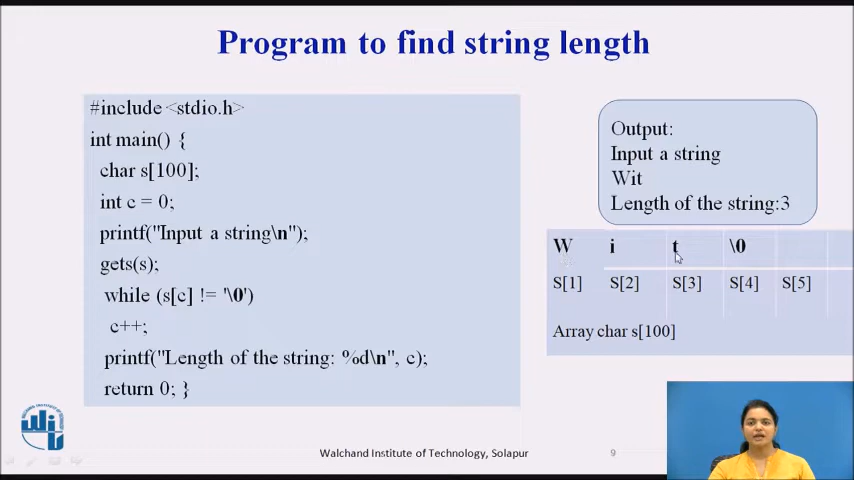 Program to find string length
#include <stdio.h>
int main() {
char s[100];
int c = 0;
printf("Input a string\n");
gets(s);
while (s[c] != '\0')
c++;
printf("Length of the string: %d\n", c);
return 0; }
Output:
Input a string
Wit
Length of the string:3
W i t \0
S[1] S[2] S[3] S[4] S[5]
Array char s[100]
Walchand Institute of Technology, Solapur
9